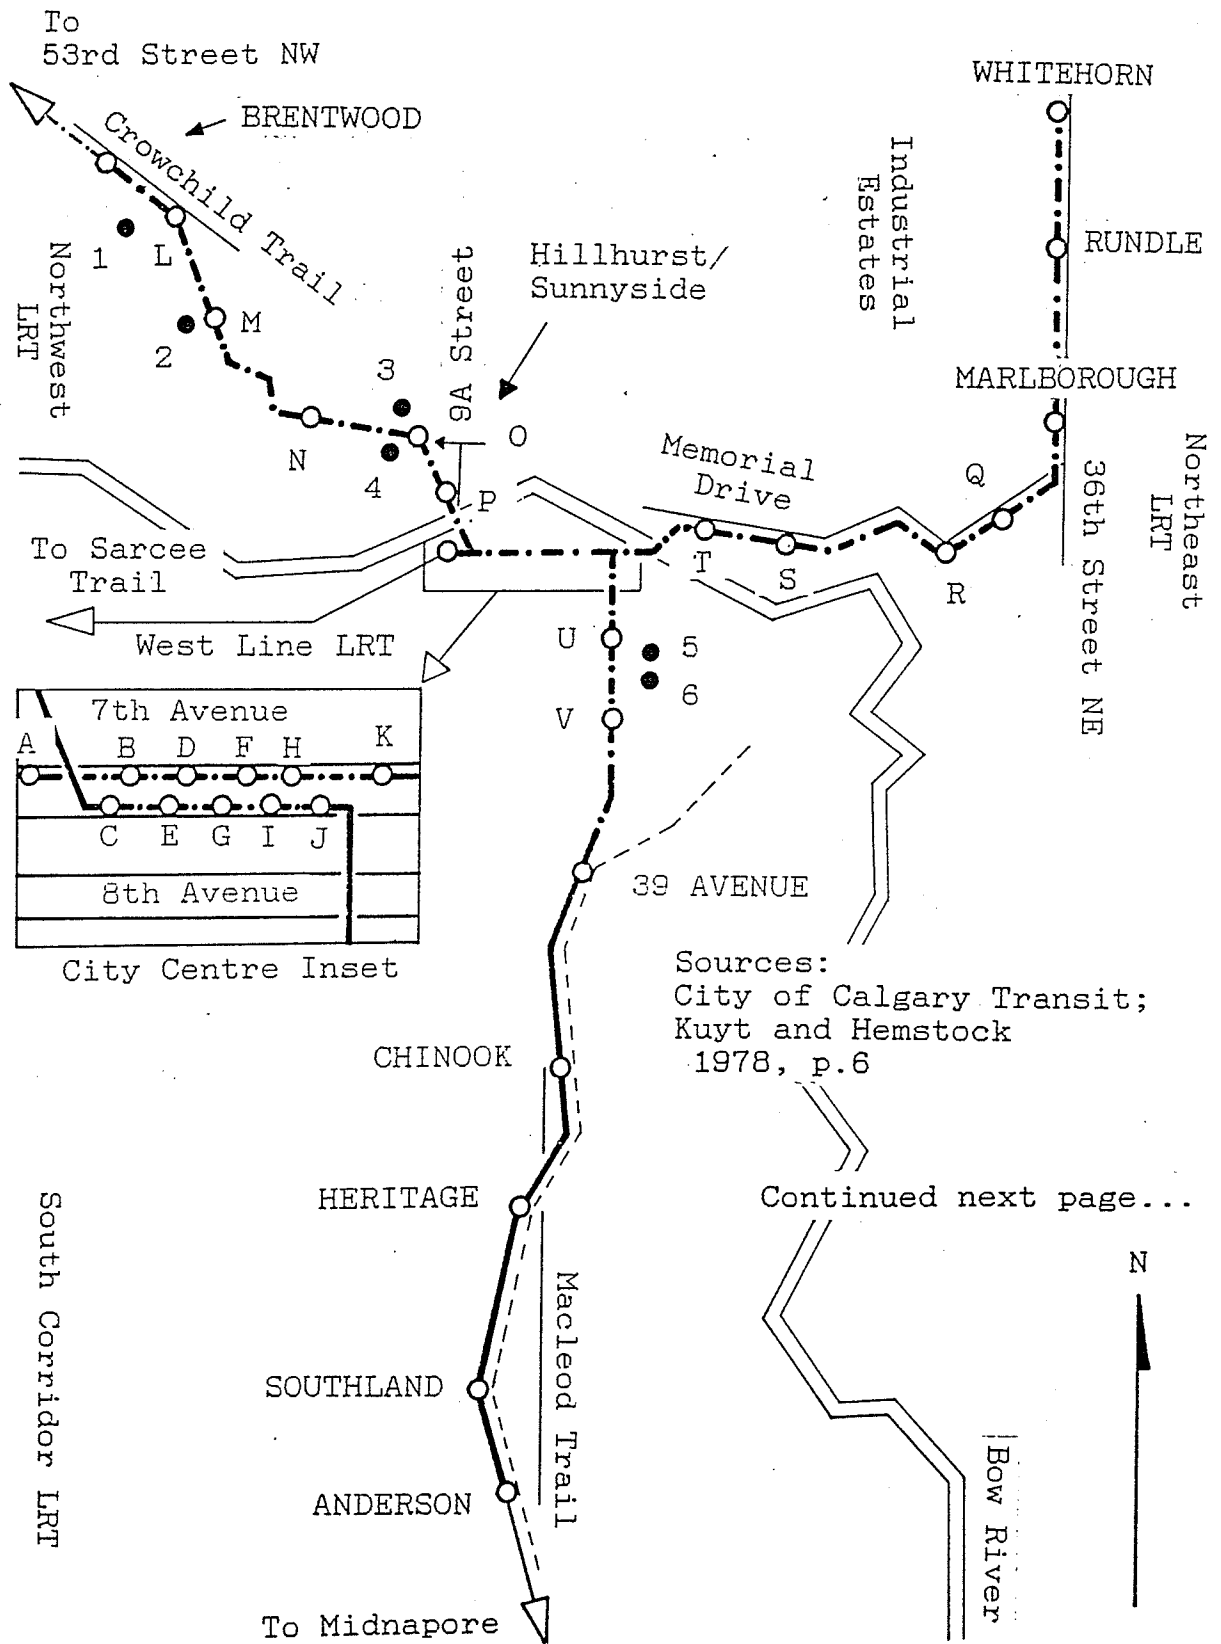 To
53rd Street NW
BRENTWOOD
Crowchild Trail
WHITEHORN
Industrial
Estates
RUNDLE
Northwest
LRT
1
L
M
2
9A Street
Hillhurst/
Sunnyside
3
O
N
4
P
MARLBOROUGH
Memorial
Drive
Q
36th Street NE
Northeast
LRT
To Sarcee
Trail
T
S
R
West Line LRT
U
5
6
V
7th Avenue
A
B
D
F
H
K
C
E
G
I
J
8th Avenue
City Centre Inset
39 AVENUE
Sources:
City of Calgary Transit;
Kuyt and Hemstock
1978, p.6
CHINOOK
HERITAGE
Continued next page...
N
South Corridor LRT
Macleod Trail
SOUTHLAND
ANDERSON
Bow River
To Midnapore